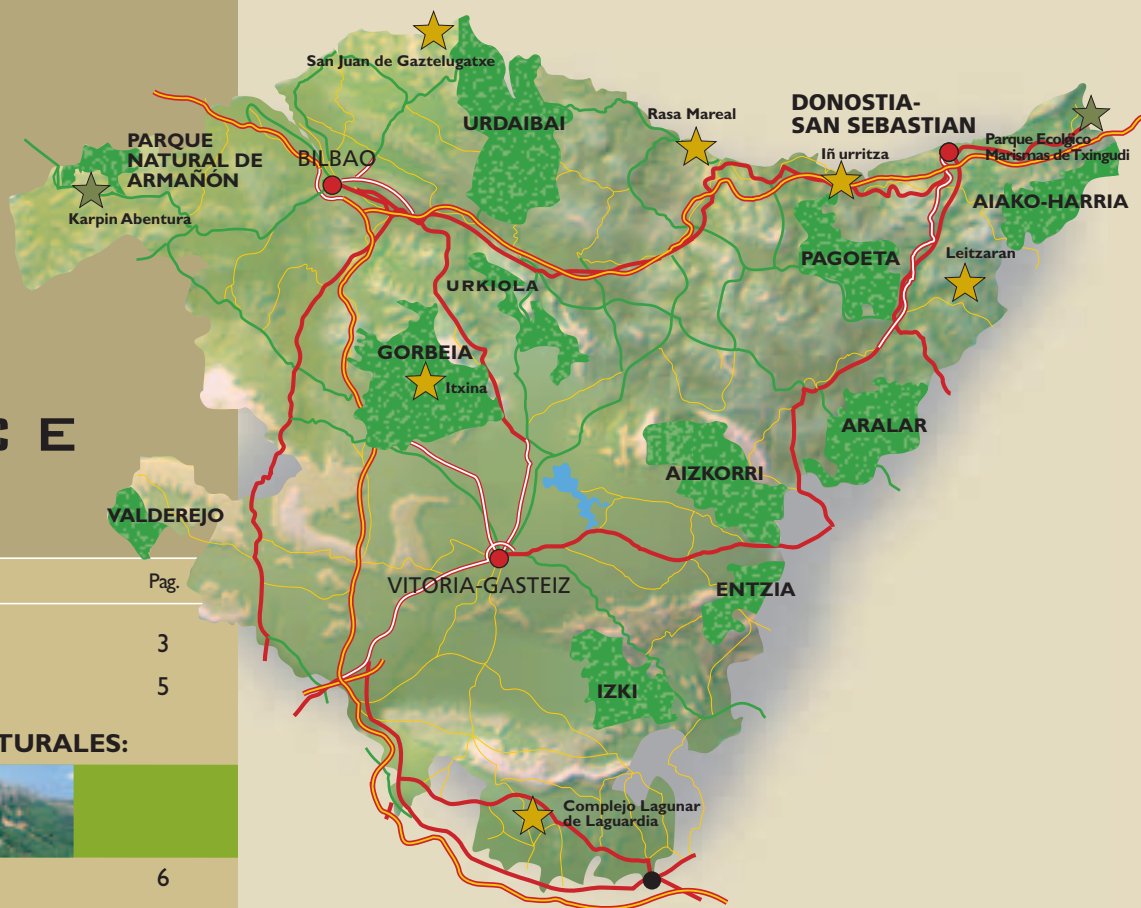 San Juan de Gaztelugatxe
URDAIBAI
Rasa Mareal
DONOSTIA-
SAN SEBASTIAN
Iñ urritza
Parque Ecolgico
Marismas de Txingudi
PARQUE
NATURAL DE
ARMAÑÓN
BILBAO
Karpin Abentura
AIAKO-HARRIA
PAGOETA
Leitzaran
URKIOLA
GORBEIA
Itxina
C E
ARALAR
AIZKORRI
VALDEREJO
Pag.
VITORIA-GASTEIZ
ENTZIA
3
5
IZKI
TURALES:
Complejo Lagunar
de Laguardia
6